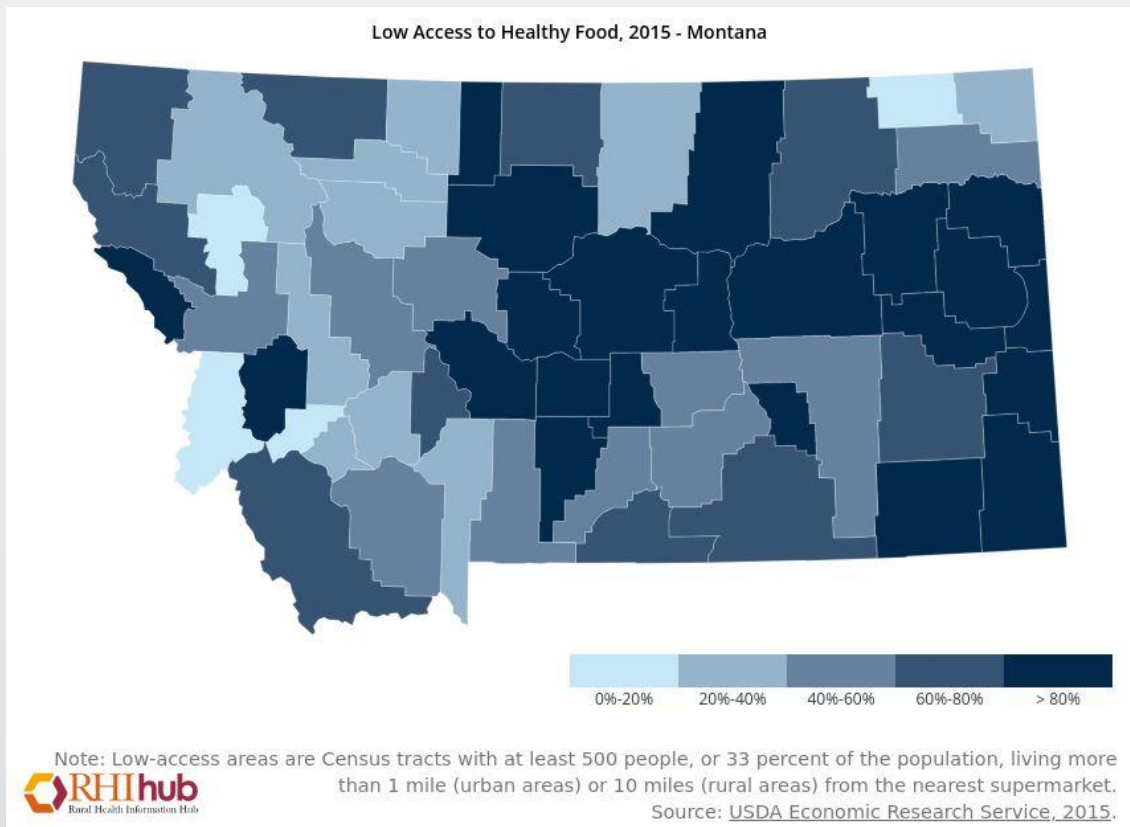 Low Access to Healthy Food, 2015 - Montana
0%-20% 20%-40% 40%-60% 60%-80% > 80%
Note: Low-access areas are Census tracts with at least 500 people, or 33 percent of the population, living more
than 1 mile (urban areas) or 10 miles (rural areas) from the nearest supermarket.
Source: USDA Economic Research Service, 2015.
RHIhub
Rural Health Information Hub